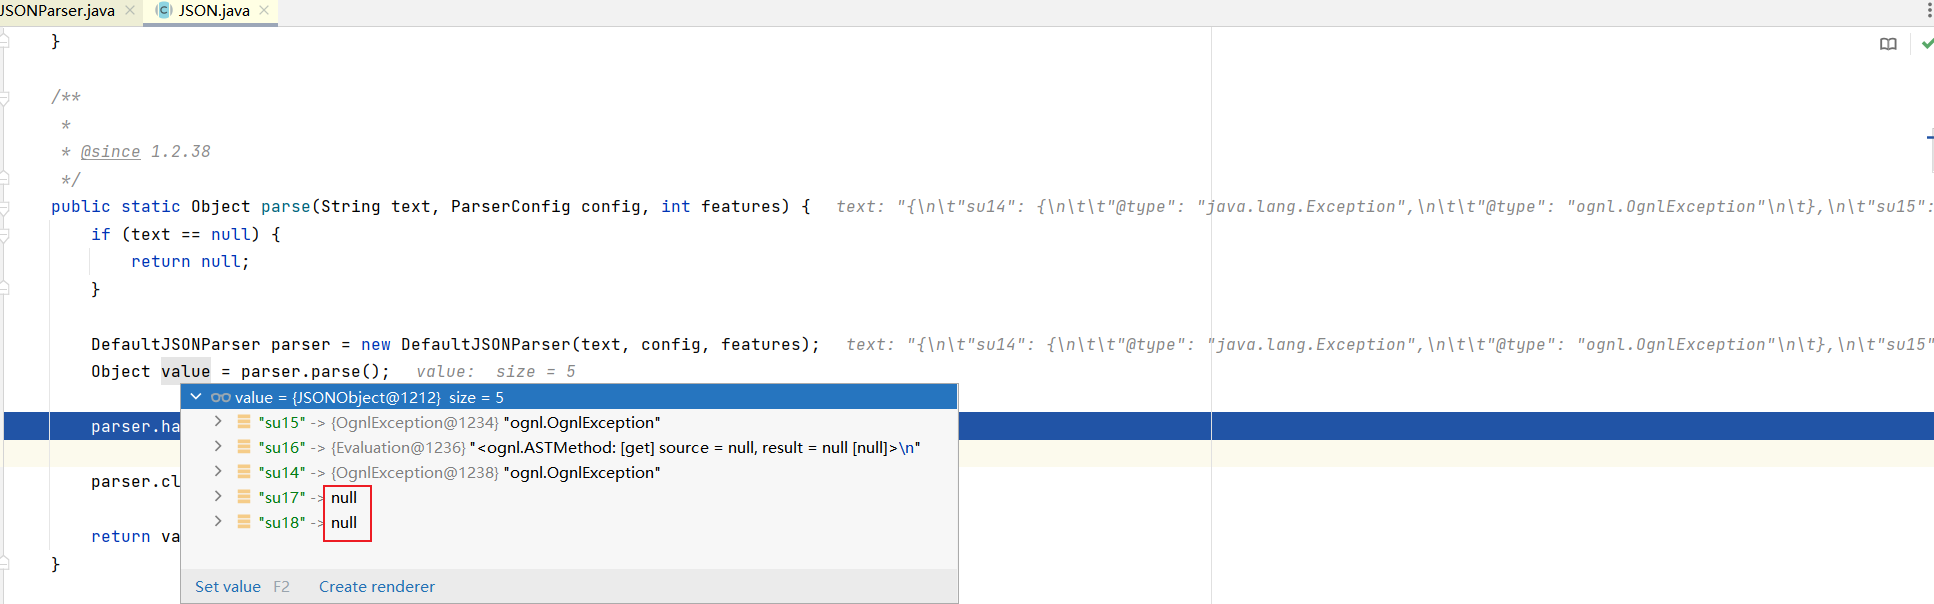 JSONParser.java
JSON.java
}
/**
*
* @since 1.2.38
*/
public static Object parse(String text, ParserConfig config, int features) { text: "{\n\t"su14": {\n\t\t"@type": "java.lang.Exception",\n\t\t"@type": "ognl.OgnlException"\n\t},\n\t"su15":
if (text == null) {
return null;
}
DefaultJSONParser parser = new DefaultJSONParser(text, config, features); text: "{\n\t"su14": {\n\t\t"@type": "java.lang.Exception",\n\t\t"@type": "ognl.OgnlException"\n\t},\n\t"su15"
Object value = parser.parse(); value: size = 5
value = {JSONObject@1212} size = 5
"su15" -> {OgnlException@1234} "ognl.OgnlException"
parser.ha
"su16" -> {Evaluation@1236} "<ognl.ASTMethod: [get] source = null, result = null [null]>\n"
"su14" -> {OgnlException@1238} "ognl.OgnlException"
parser.cl
"su17" -> null
"su18" -> null
return va
}
Set value F2 Create renderer